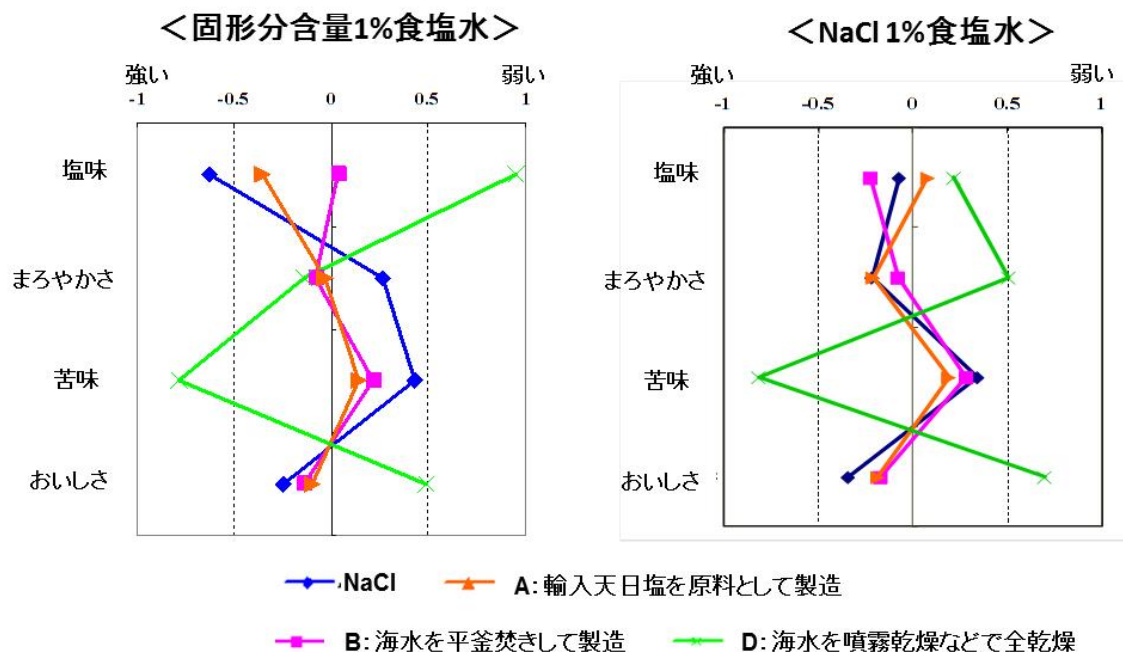 ＜固形分含量1%食塩水＞
強い 弱い
-1 -0.5 0 0.5 1
塩味
まろやかさ
苦味
おいしさ
＜NaCl 1%食塩水＞
強い 弱い
-1 -0.5 0 0.5 1
塩味
まろやかさ
苦味
おいしさ
NaCl A：輸入天日塩を原料として製造
B：海水を平釜焚きして製造 D：海水を噴霧乾燥などで全乾燥